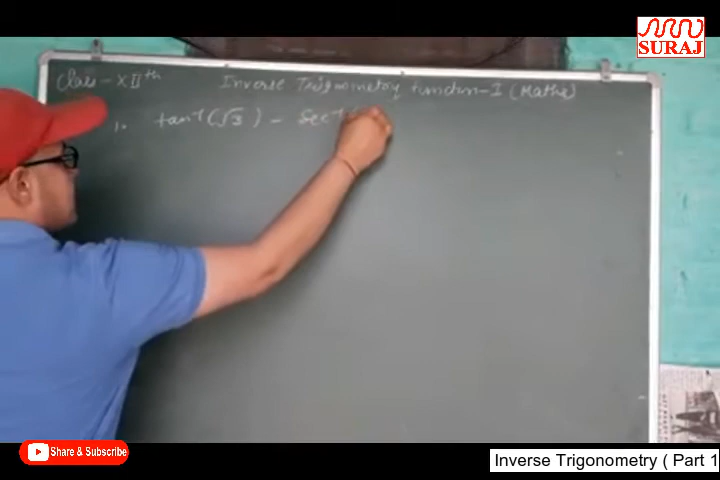 SURAJ
Class - XIIth Inverse Trigonometry function - I (Maths)
1. tan-1(√3) - sec-1(
Share & Subscribe
Inverse Trigonometry ( Part 1